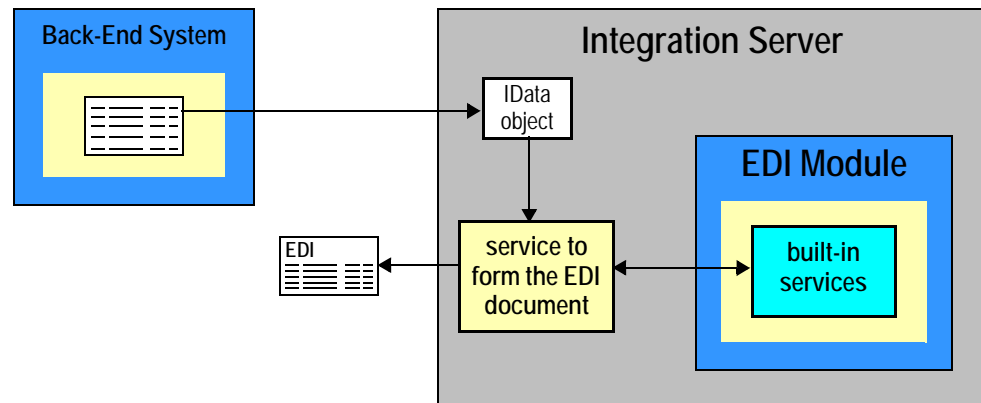 Back-End System
Integration Server
IData
object
EDI Module
EDI
service to
form the EDI
document
built-in
services